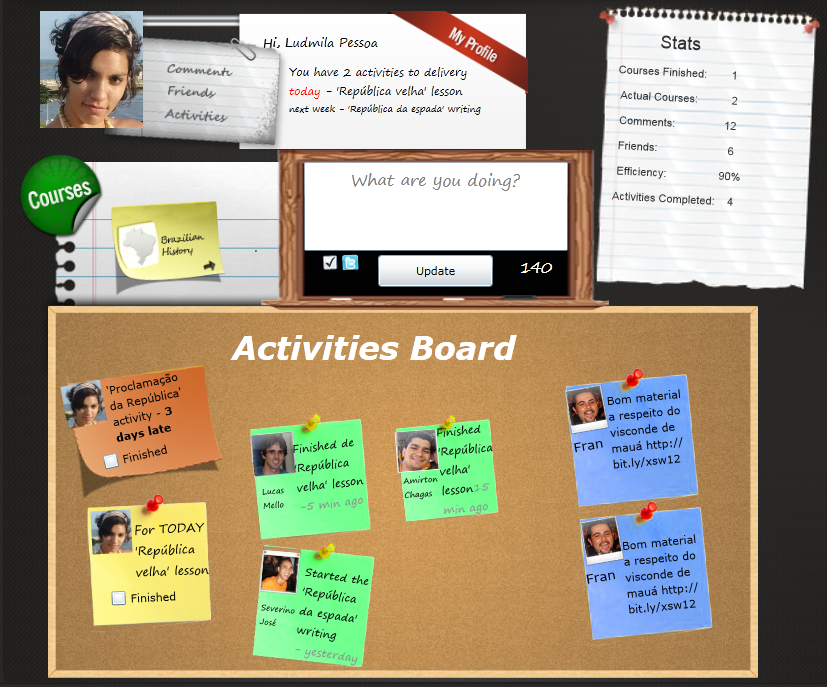 Comments
Friends
Activities
Hi, Ludmila Pessoa
My Profile
You have 2 activities to delivery
today - 'República velha' lesson
next week - 'República da espada' writing
Stats
Courses Finished: 1
Actual Courses: 2
Comments: 12
Friends: 6
Efficiency: 90%
Activities Completed: 4
Courses
Brazilian
History
What are you doing?
Update
140
Activities Board
'Proclamação
da República'
activity - 3
days late
Finished
For TODAY
'República
velha' lesson
Finished
Finished de
'República
velha' lesson
-5 min ago
Lucas
Mello
Finished
'República
velha'
lesson15
min ago
Amirton
Chagas
Started the
'República
da espada'
writing
- yesterday
Severino
José
Bom material
a respeito do
visconde de
mauá http://
bit.ly/xsw12
Fran
Bom material
a respeito do
visconde de
mauá http://
bit.ly/xsw12
Fran